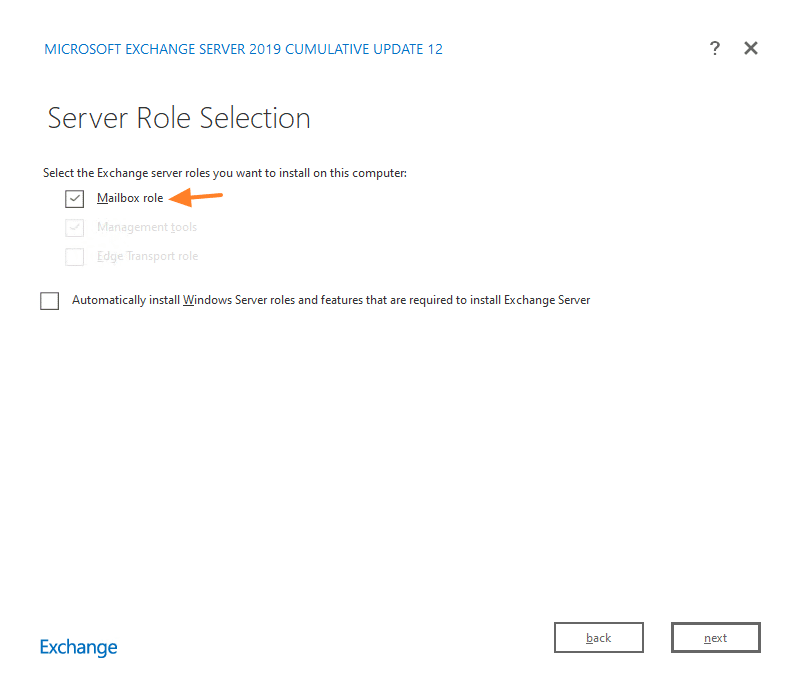 MICROSOFT EXCHANGE SERVER 2019 CUMULATIVE UPDATE 12
?
Server Role Selection
Select the Exchange server roles you want to install on this computer:
Mailbox role
Management tools
Edge Transport role
Automatically install Windows Server roles and features that are required to install Exchange Server
back
next
Exchange